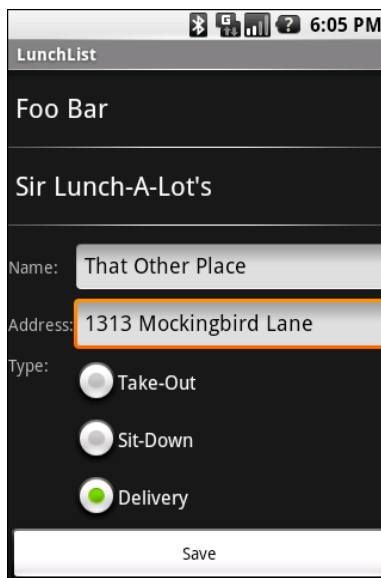 6:05 PM
LunchList
Foo Bar
Sir Lunch-A-Lot's
Name: That Other Place
Address: 1313 Mockingbird Lane
Type:
Take-Out
Sit-Down
Delivery
Save